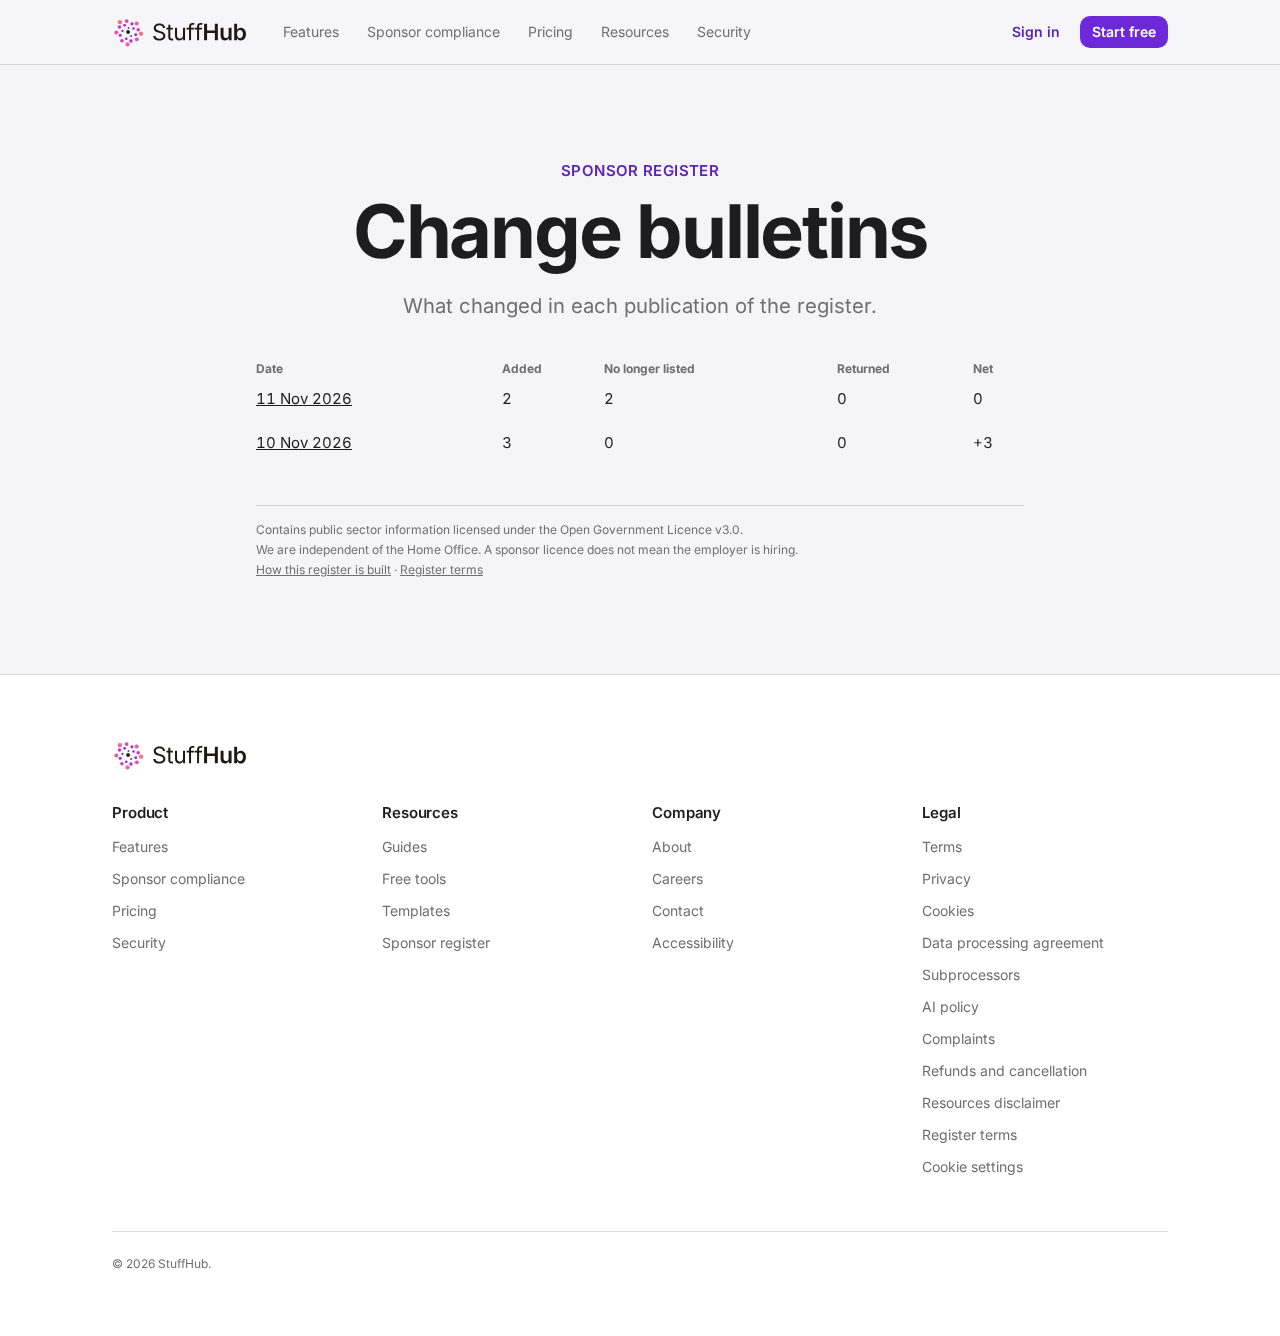 StuffHub Features Sponsor compliance Pricing Resources Security Sign in Start free
SPONSOR REGISTER
Change bulletins
What changed in each publication of the register.
Date Added No longer listed Returned Net
11 Nov 2026 2 2 0 0
10 Nov 2026 3 0 0 +3
Contains public sector information licensed under the Open Government Licence v3.0.
We are independent of the Home Office. A sponsor licence does not mean the employer is hiring.
How this register is built · Register terms
StuffHub
Product Resources Company Legal
Features Guides About Terms
Sponsor compliance Free tools Careers Privacy
Pricing Templates Contact Cookies
Security Sponsor register Accessibility Data processing agreement
Subprocessors
AI policy
Complaints
Refunds and cancellation
Resources disclaimer
Register terms
Cookie settings
© 2026 StuffHub.